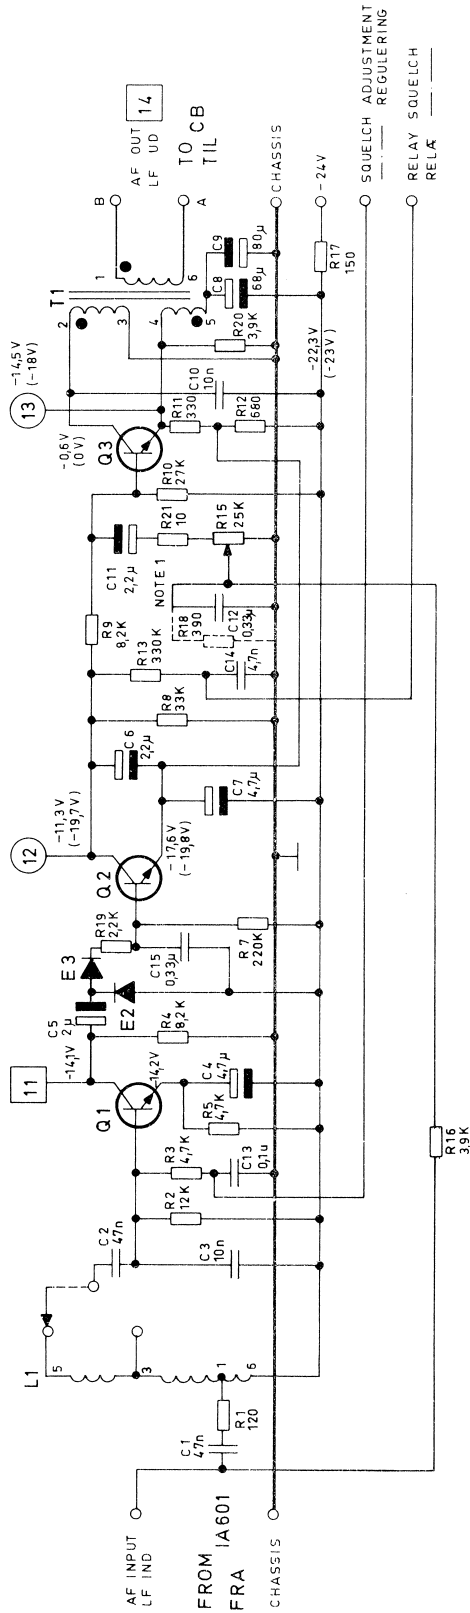 AF INPUT
LF IND
FROM
FRA
IA601
CHASSIS
C1
47n
R1
120
L1
5
3
1
6
C2
47n
C3
10n
R2
12K
R3
4,7K
C13
0,1u
Q1
11
-14,1V
-14,2V
R5
4,7K
C4
4,7µ
R4
8,2K
C5
2µ
E3
E2
R19
2,2K
C15
0,33µ
R7
220K
Q2
12
-11,3V
(-19,7V)
-17,6V
(-19,8V)
C6
2,2µ
C7
4,7µ
R8
33K
R9
8,2K
R13
330K
C14
4,7n
R18
390
C12
0,33µ
NOTE 1
C11
2,2µ
R21
10
R15
25K
R10
27K
Q3
-0,6V
(0V)
13
-14,5V
(-18V)
R11
330
R12
680
C10
10n
R20
3,9K
T1
2
3
4
5
1
6
C8
68µ
C9
80µ
-22,3V
(-23V)
R17
150
R16
3,9K
B
A
AF OUT
LF UD
14
TO
TIL
CB
CHASSIS
-24V
SQUELCH ADJUSTMENT
REGULERING
RELAY SQUELCH
RELÆ